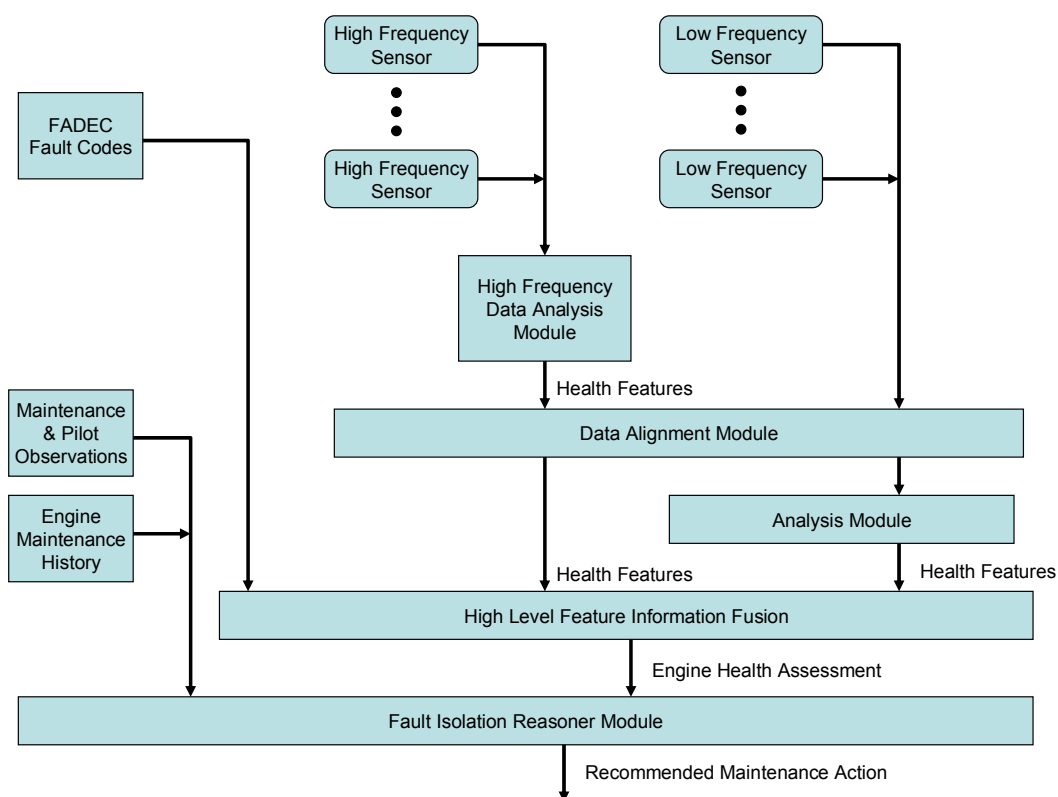 High Frequency
Sensor
Low Frequency
Sensor
FADEC
Fault Codes
High Frequency
Sensor
Low Frequency
Sensor
High Frequency
Data Analysis
Module
Health Features
Maintenance
& Pilot
Observations
Data Alignment Module
Engine
Maintenance
History
Analysis Module
Health Features
Health Features
High Level Feature Information Fusion
Engine Health Assessment
Fault Isolation Reasoner Module
Recommended Maintenance Action